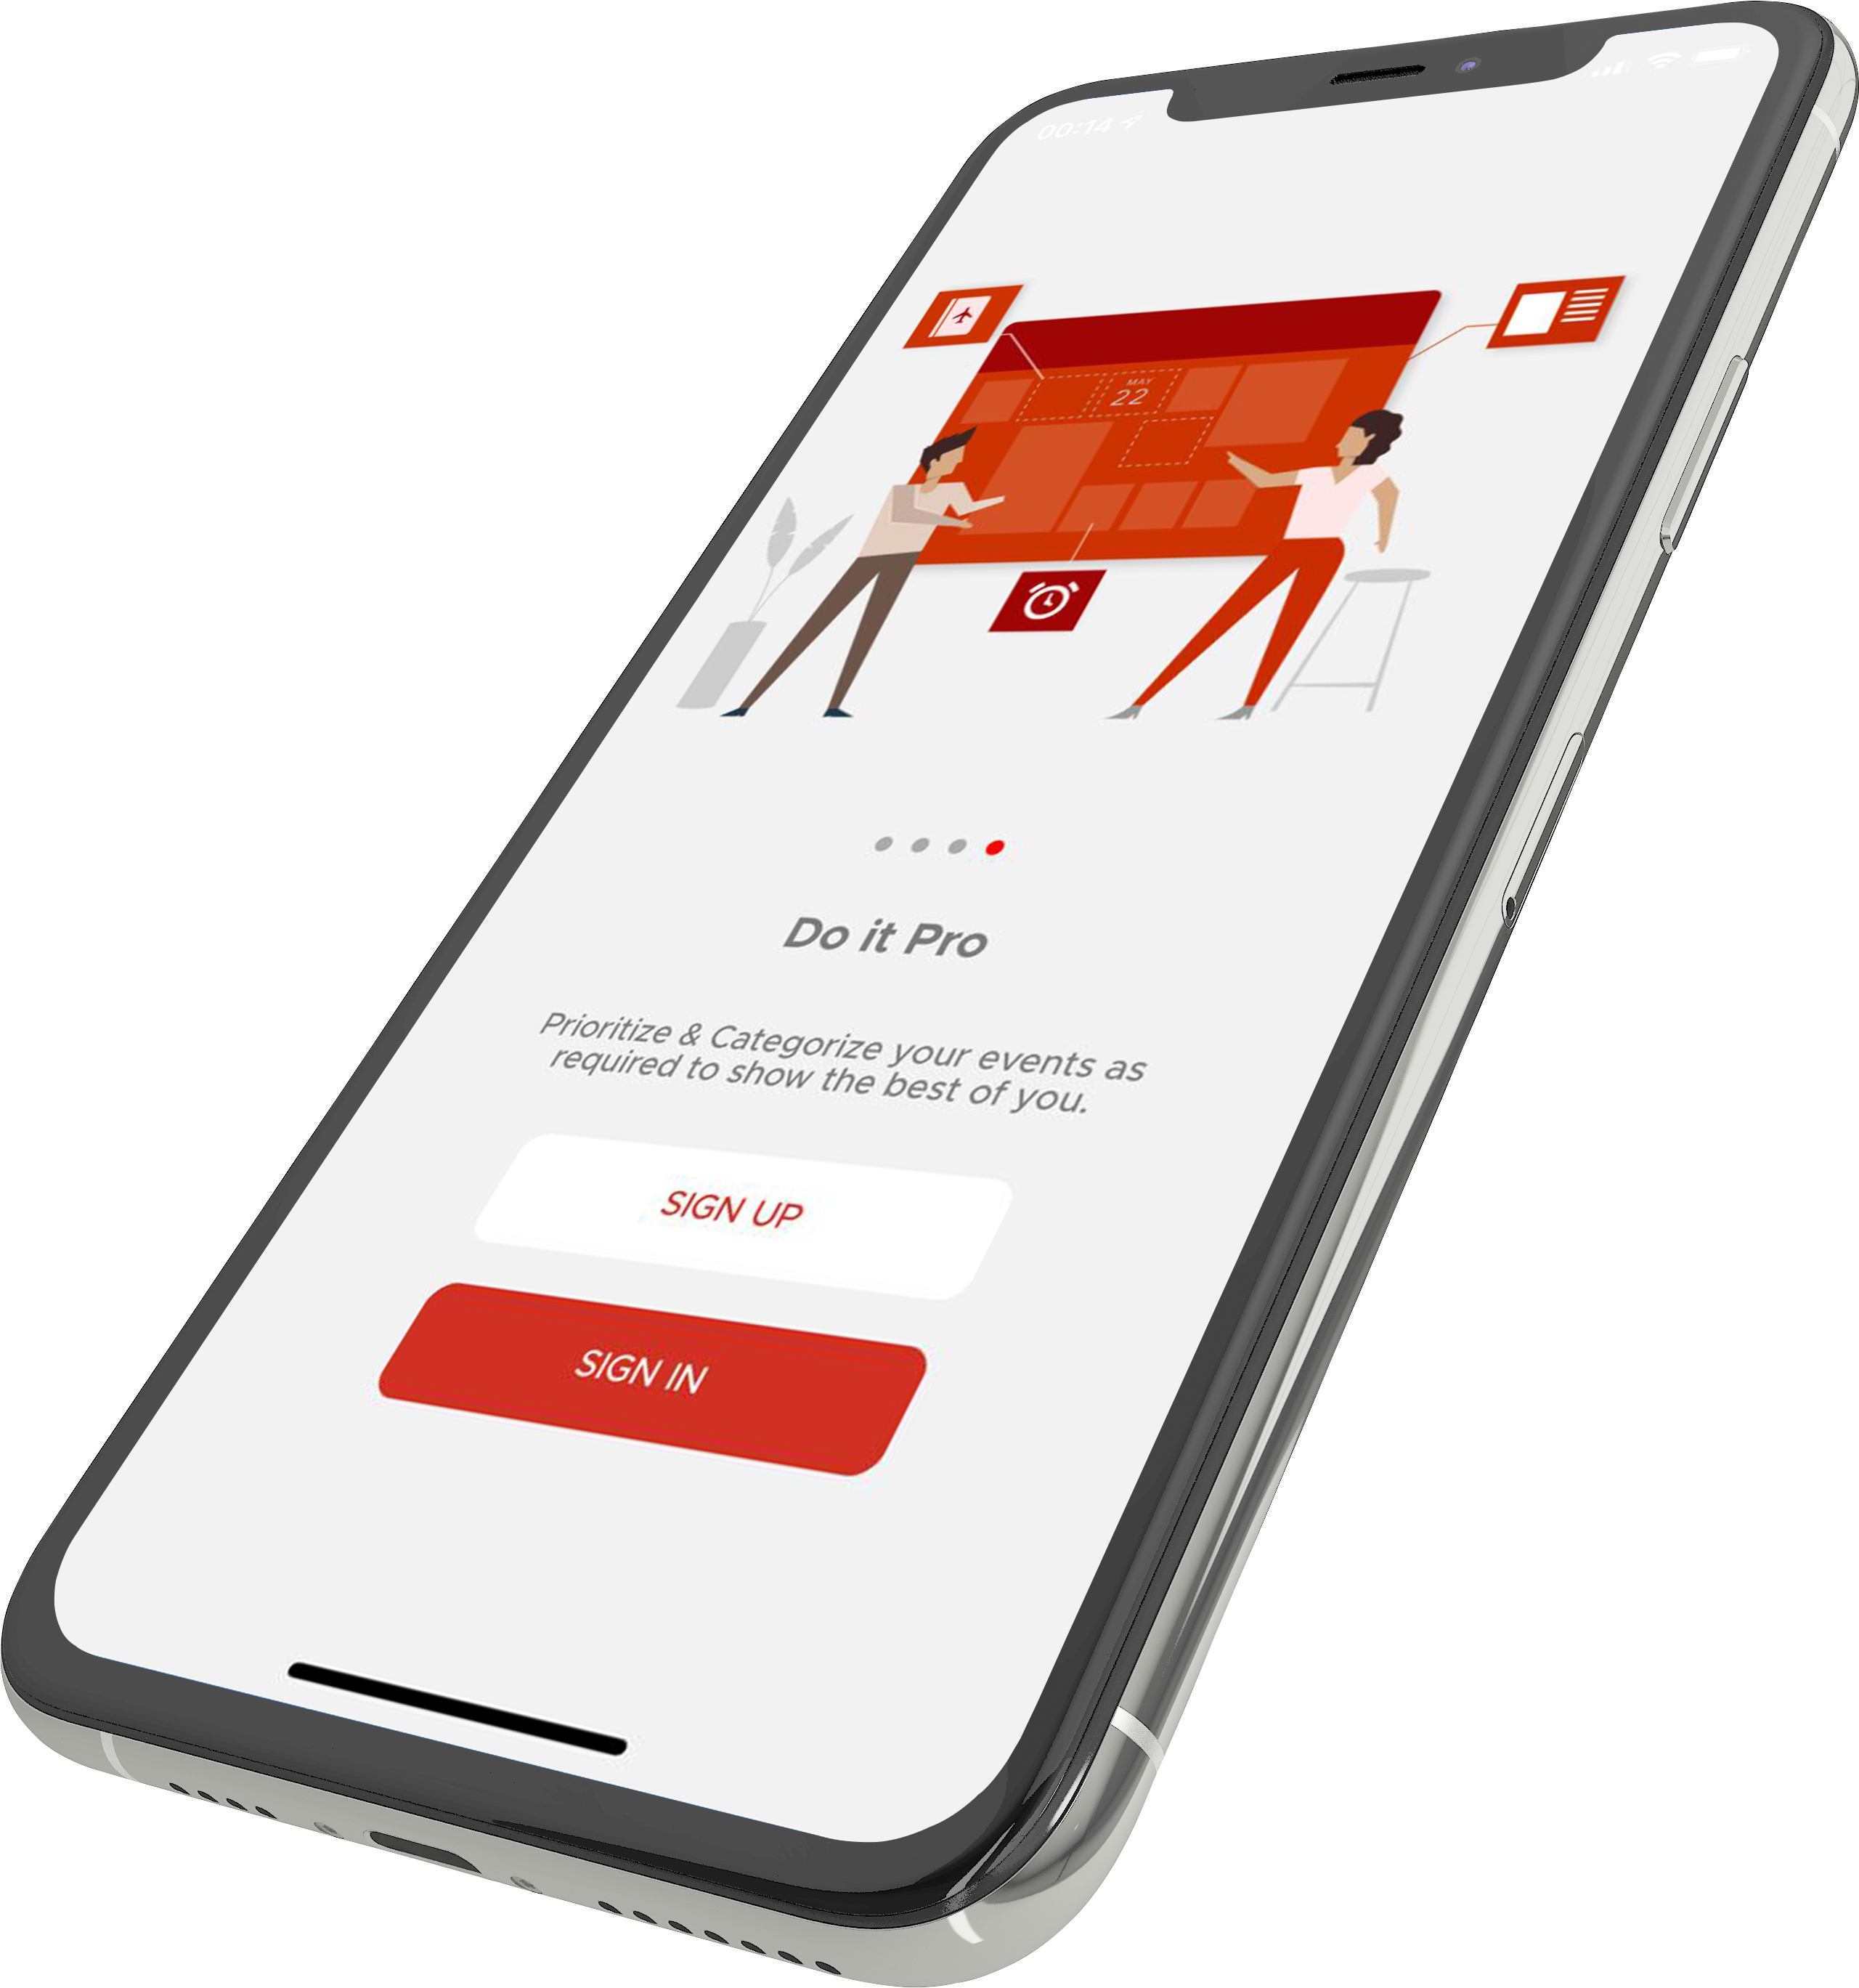 00:14
MAY
22
Do it Pro
Prioritize & Categorize your events as
required to show the best of you.
SIGN UP
SIGN IN